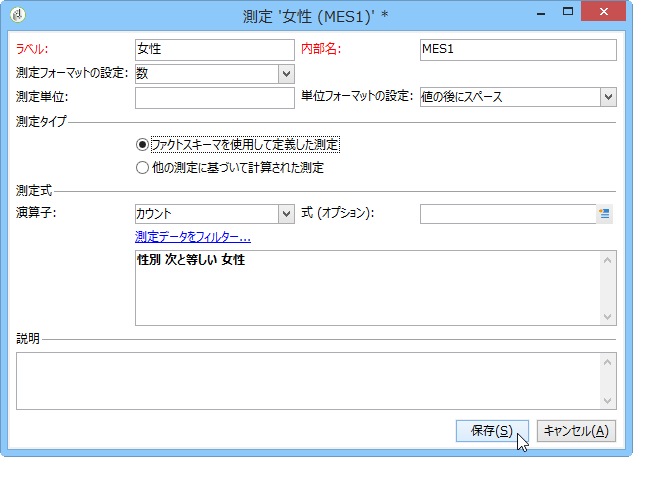 測定 '女性 (MES1)' *
ラベル: 女性 内部名: MES1
測定フォーマットの設定: 数
測定単位: 単位フォーマットの設定: 値の後にスペース
測定タイプ
ファクトスキーマを使用して定義した測定
他の測定に基づいて計算された測定
測定式
演算子: カウント 式 (オプション):
測定データをフィルター...
性別 次と等しい 女性
説明
保存(S) キャンセル(A)